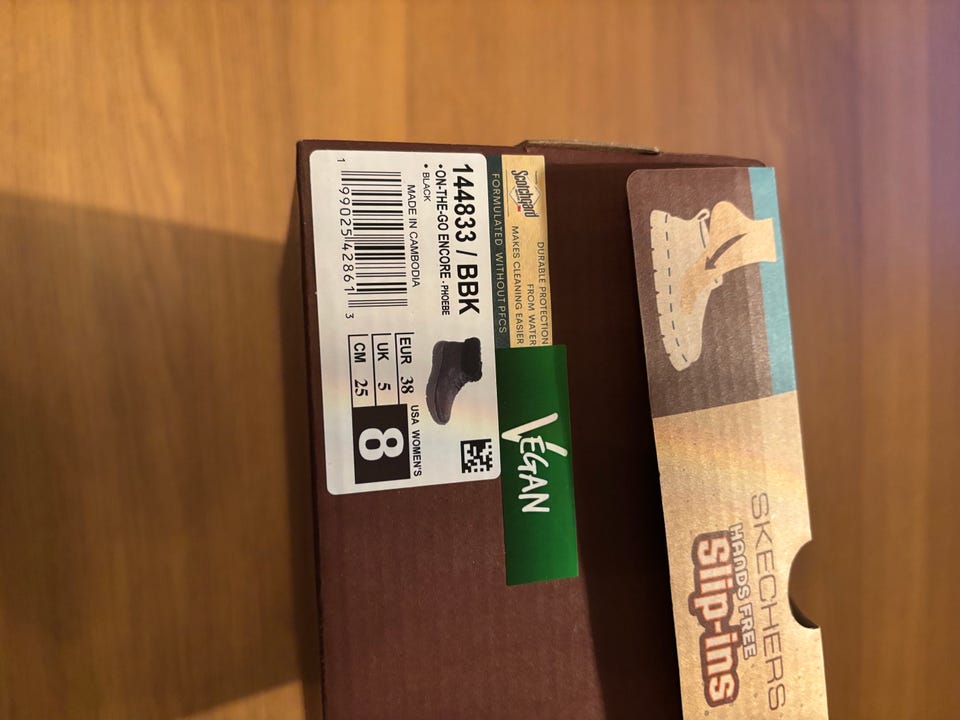 SKECHERS
HANDS FREE
Slip-ins®
Scotchgard™
DURABLE PROTECTION
FROM WATER
MAKES CLEANING EASIER
FORMULATED WITHOUT PFCS
VEGAN
144833 / BBK
•ON-THE-GO ENCORE - PHOEBE
• BLACK
MADE IN CAMBODIA
1 99025 42861 3
EUR 38
UK 5
CM 25
USA WOMEN'S
8